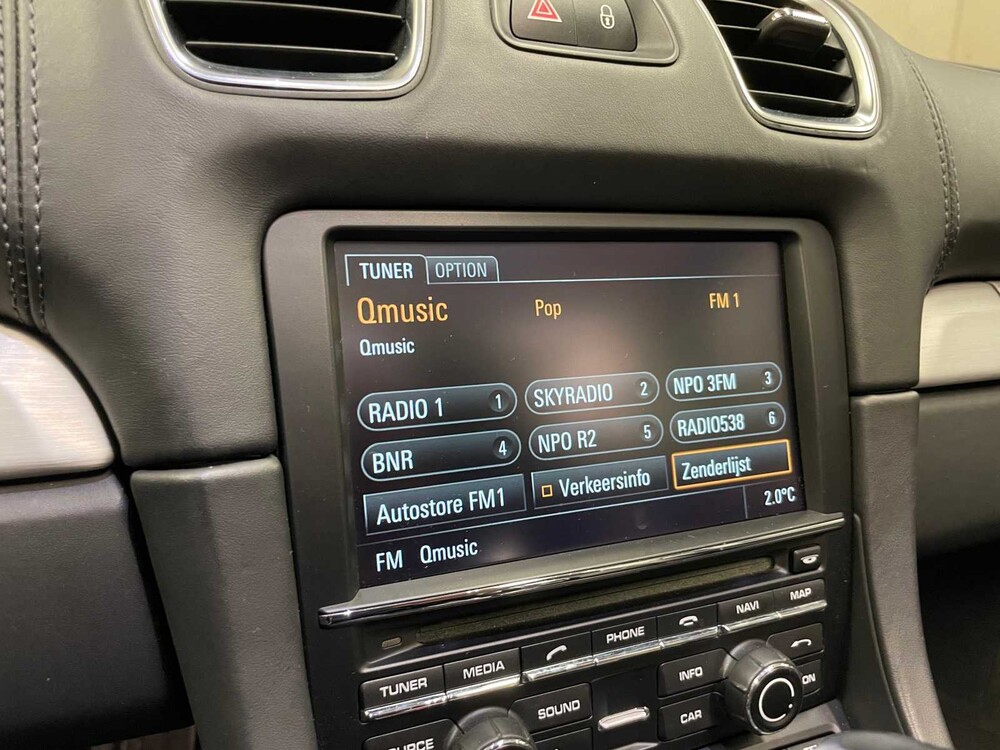 TUNER OPTION
Qmusic Pop FM 1
Qmusic
RADIO 1 1 SKYRADIO 2 NPO 3FM 3
BNR 4 NPO R2 5 RADIO538 6
Autostore FM1 Verkeersinfo Zenderlijst
2.0°C
FM Qmusic
TUNER MEDIA PHONE NAVI MAP
SOUND INFO
CAR